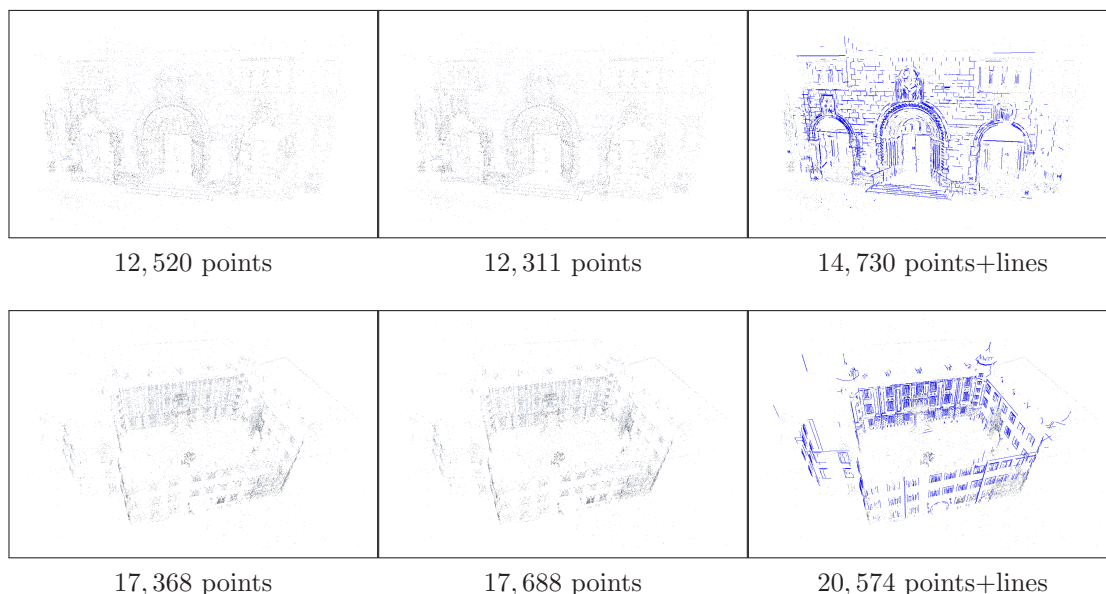 12, 520 points
12, 311 points
14, 730 points+lines
17, 368 points
17, 688 points
20, 574 points+lines